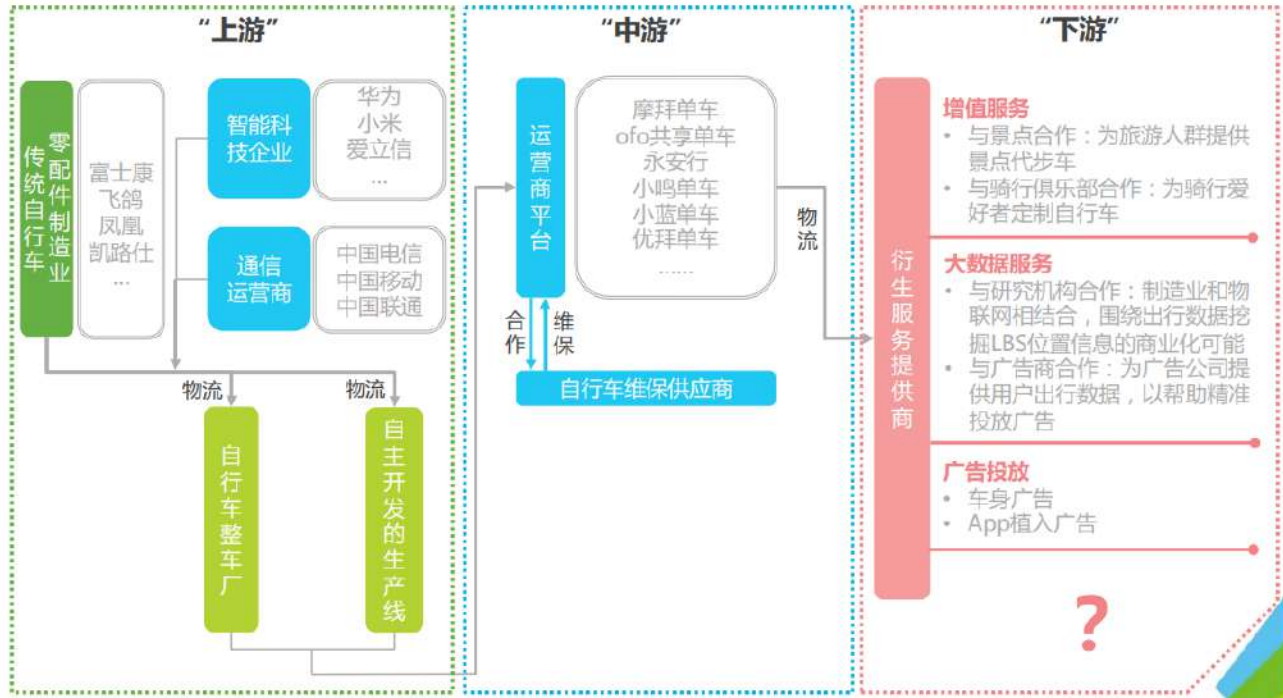 “上游”
传统自行车
零配件制造业
富士康
飞鸽
凤凰
凯路仕
...
智能科
技企业
华为
小米
爱立信
...
通信
运营商
中国电信
中国移动
中国联通
物流
物流
自行车整车厂
自主开发的生产线
“中游”
运营商平台
摩拜单车
ofo共享单车
永安行
小鸣单车
小蓝单车
优拜单车
......
合作
维保
自行车维保供应商
物流
“下游”
衍生服务提供商
增值服务
• 与景点合作：为旅游人群提供
景点代步车
• 与骑行俱乐部合作：为骑行爱
好者定制自行车
大数据服务
• 与研究机构合作：制造业和物
联网相结合，围绕出行数据挖
掘LBS位置信息的商业化可能
• 与广告商合作：为广告公司提
供用户出行数据，以帮助精准
投放广告
广告投放
• 车身广告
• App植入广告
?